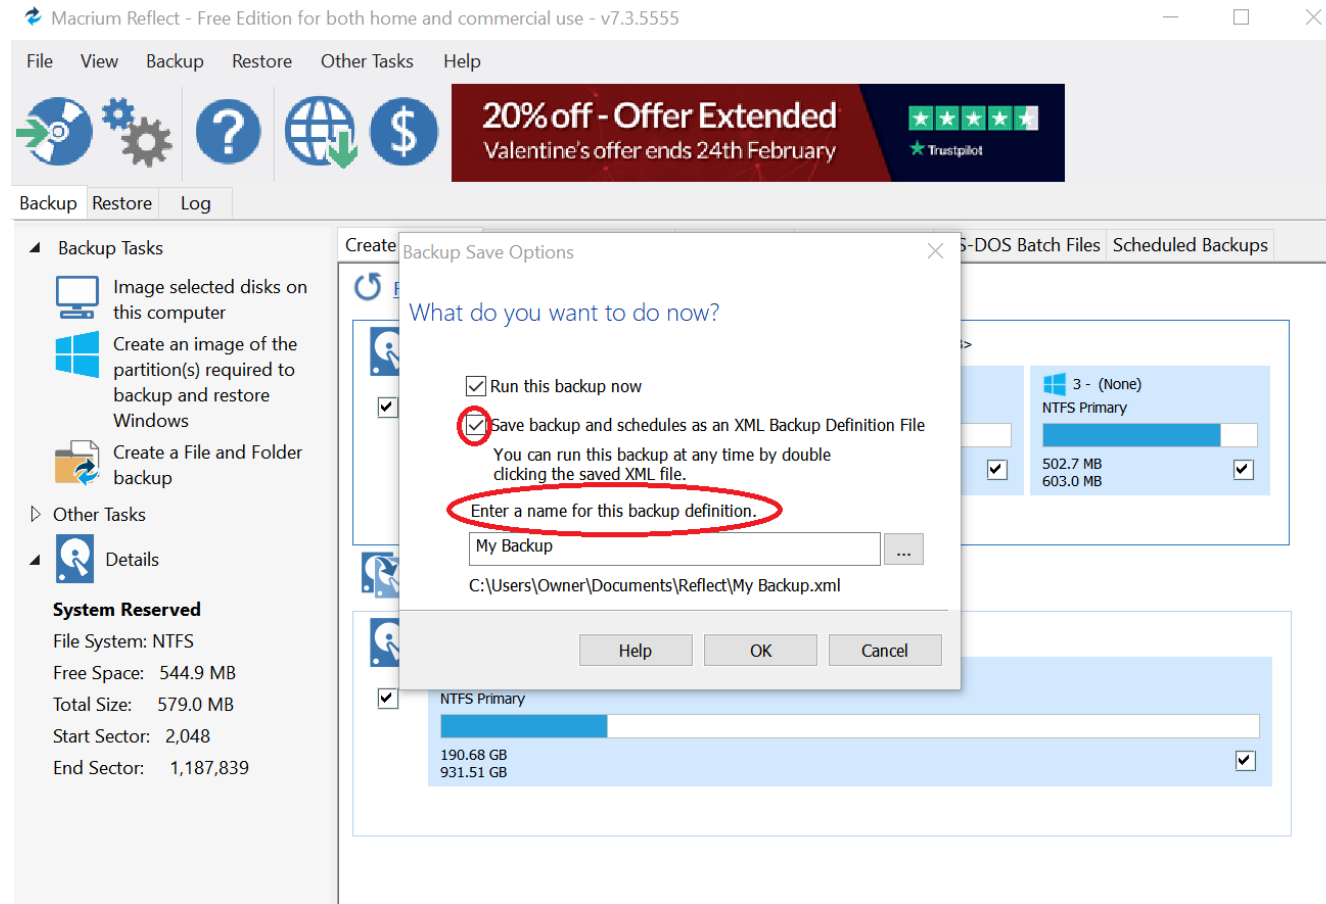 Macrium Reflect - Free Edition for both home and commercial use - v7.3.5555
File View Backup Restore Other Tasks Help
20% off - Offer Extended
Valentine's offer ends 24th February
Trustpilot
Backup Restore Log
Backup Tasks
Image selected disks on
this computer
Create an image of the
partition(s) required to
backup and restore
Windows
Create a File and Folder
backup
Other Tasks
Details
System Reserved
File System: NTFS
Free Space: 544.9 MB
Total Size: 579.0 MB
Start Sector: 2,048
End Sector: 1,187,839
Create
S-DOS Batch Files Scheduled Backups
Backup Save Options
What do you want to do now?
Run this backup now
Save backup and schedules as an XML Backup Definition File
You can run this backup at any time by double
clicking the saved XML file.
Enter a name for this backup definition.
My Backup
...
C:\Users\Owner\Documents\Reflect\My Backup.xml
Help OK Cancel
3 - (None)
NTFS Primary
502.7 MB
603.0 MB
NTFS Primary
190.68 GB
931.51 GB